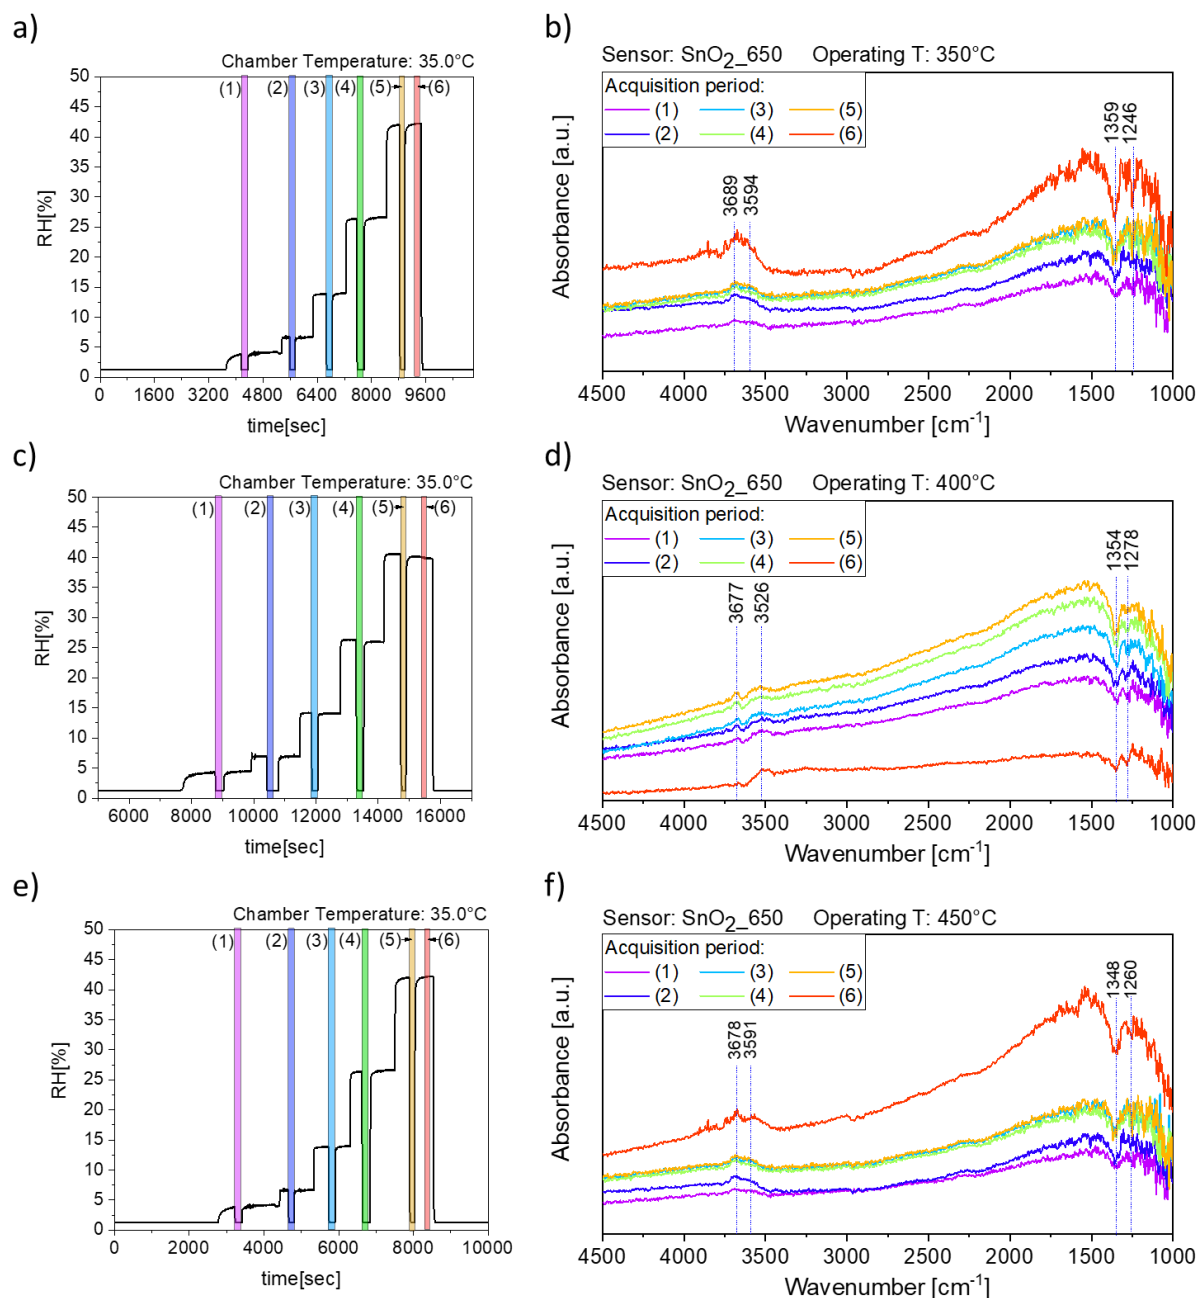 a)
Chamber Temperature: 35.0°C
(1) (2) (3) (4) (5) (6)
50
45
40
35
30
25
20
15
10
5
0
RH[%]
0 1600 3200 4800 6400 8000 9600
time[sec]
b)
Sensor: SnO2_650 Operating T: 350°C
Acquisition period:
(1) (3) (5)
(2) (4) (6)
3689 3594 1359 1246
Absorbance [a.u.]
4500 4000 3500 3000 2500 2000 1500 1000
Wavenumber [cm-1]
c)
Chamber Temperature: 35.0°C
(1) (2) (3) (4) (5) (6)
50
45
40
35
30
25
20
15
10
5
0
RH[%]
6000 8000 10000 12000 14000 16000
time[sec]
d)
Sensor: SnO2_650 Operating T: 400°C
Acquisition period:
(1) (3) (5)
(2) (4) (6)
3677 3526 1354 1278
Absorbance [a.u.]
4500 4000 3500 3000 2500 2000 1500 1000
Wavenumber [cm-1]
e)
Chamber Temperature: 35.0°C
(1) (2) (3) (4) (5) (6)
50
45
40
35
30
25
20
15
10
5
0
RH[%]
0 2000 4000 6000 8000 10000
time[sec]
f)
Sensor: SnO2_650 Operating T: 450°C
Acquisition period:
(1) (3) (5)
(2) (4) (6)
3678 3591 1348 1260
Absorbance [a.u.]
4500 4000 3500 3000 2500 2000 1500 1000
Wavenumber [cm-1]